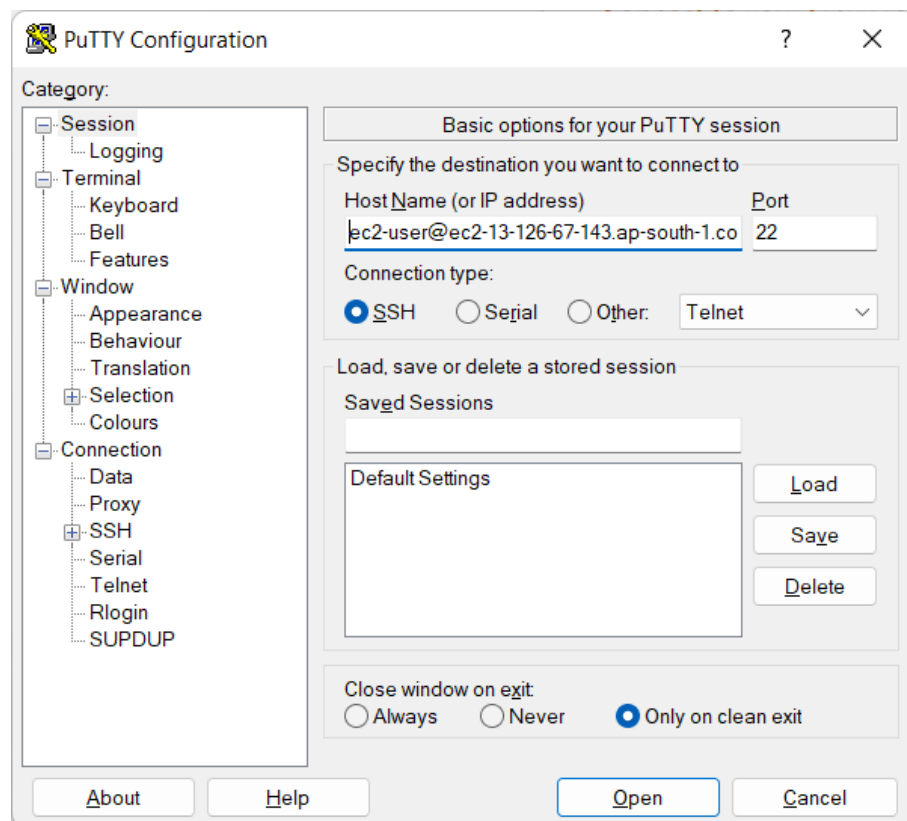 PuTTY Configuration ? ×
Category:
Session
Logging
Terminal
Keyboard
Bell
Features
Window
Appearance
Behaviour
Translation
Selection
Colours
Connection
Data
Proxy
SSH
Serial
Telnet
Rlogin
SUPDUP
Basic options for your PuTTY session
Specify the destination you want to connect to
Host Name (or IP address) Port
ec2-user@ec2-13-126-67-143.ap-south-1.co 22
Connection type:
SSH Serial Other: Telnet
Load, save or delete a stored session
Saved Sessions
Default Settings
Load
Save
Delete
Close window on exit:
Always Never Only on clean exit
About Help Open Cancel